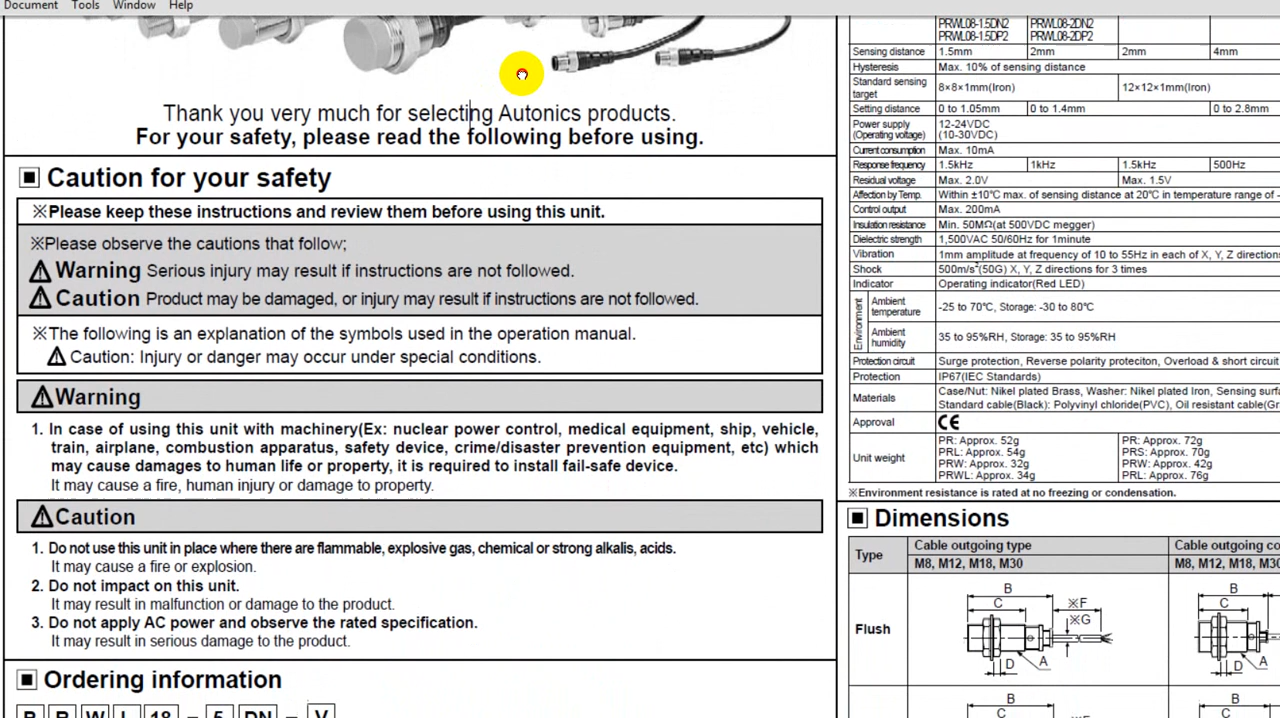 Document Tools Window Help
Thank you very much for selecting Autonics products.
For your safety, please read the following before using.
Caution for your safety
※Please keep these instructions and review them before using this unit.
※Please observe the cautions that follow;
Warning Serious injury may result if instructions are not followed.
Caution Product may be damaged, or injury may result if instructions are not followed.
※The following is an explanation of the symbols used in the operation manual.
Caution: Injury or danger may occur under special conditions.
Warning
1. In case of using this unit with machinery(Ex: nuclear power control, medical equipment, ship, vehicle,
train, airplane, combustion apparatus, safety device, crime/disaster prevention equipment, etc) which
may cause damages to human life or property, it is required to install fail-safe device.
It may cause a fire, human injury or damage to property.
Caution
1. Do not use this unit in place where there are flammable, explosive gas, chemical or strong alkalis, acids.
It may cause a fire or explosion.
2. Do not impact on this unit.
It may result in malfunction or damage to the product.
3. Do not apply AC power and observe the rated specification.
It may result in serious damage to the product.
Ordering information
P R W L 18 - 5 DN - V
PRWL08-1.5DN2 PRWL08-2DN2
PRWL08-1.5DP2 PRWL08-2DP2
Sensing distance 1.5mm 2mm 2mm 4mm
Hysteresis Max. 10% of sensing distance
Standard sensing
target 8×8×1mm(Iron) 12×12×1mm(Iron)
Setting distance 0 to 1.05mm 0 to 1.4mm 0 to 2.8mm
Power supply 12-24VDC
(Operating voltage) (10-30VDC)
Current consumption Max. 10mA
Response frequency 1.5kHz 1kHz 1.5kHz 500Hz
Residual voltage Max. 2.0V Max. 1.5V
Affection by Temp. Within ±10℃ max. of sensing distance at 20℃ in temperature range of -
Control output Max. 200mA
Insulation resistance Min. 50MΩ(at 500VDC megger)
Dielectric strength 1,500VAC 50/60Hz for 1minute
Vibration 1mm amplitude at frequency of 10 to 55Hz in each of X, Y, Z directions
Shock 500m/s²(50G) X, Y, Z directions for 3 times
Indicator Operating indicator(Red LED)
Environment
Ambient
temperature -25 to 70℃, Storage: -30 to 80℃
Ambient
humidity 35 to 95%RH, Storage: 35 to 95%RH
Protection circuit Surge protection, Reverse polarity proteciton, Overload & short circuit
Protection IP67(IEC Standards)
Materials Case/Nut: Nikel plated Brass, Washer: Nikel plated Iron, Sensing surfa
Standard cable(Black): Polyvinyl chloride(PVC), Oil resistant cable(Gr
Approval CE
Unit weight
PR: Approx. 52g PR: Approx. 72g
PRL: Approx. 54g PRS: Approx. 70g
PRW: Approx. 32g PRW: Approx. 42g
PRWL: Approx. 34g PRL: Approx. 76g
※Environment resistance is rated at no freezing or condensation.
Dimensions
Type Cable outgoing type Cable outgoing co
M8, M12, M18, M30 M8, M12, M18, M30
Flush
B B
C ※F C
※G
D A D A
B B
C ※F C